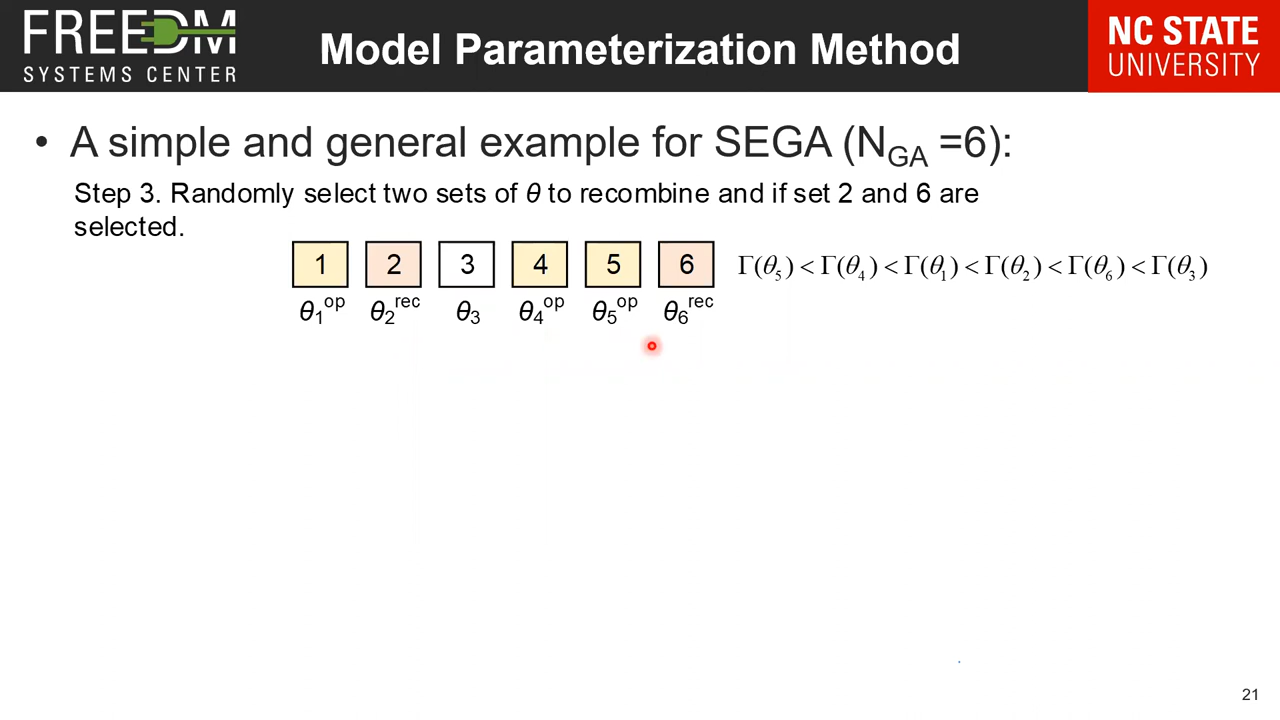 FREEDM
SYSTEMS CENTER
Model Parameterization Method
NC STATE
UNIVERSITY
• A simple and general example for SEGA (N_GA =6):
Step 3. Randomly select two sets of θ to recombine and if set 2 and 6 are
selected.
1 2 3 4 5 6 Γ(θ₅) < Γ(θ₄) < Γ(θ₁) < Γ(θ₂) < Γ(θ₆) < Γ(θ₃)
θ₁^op θ₂^rec θ₃ θ₄^op θ₅^op θ₆^rec
21